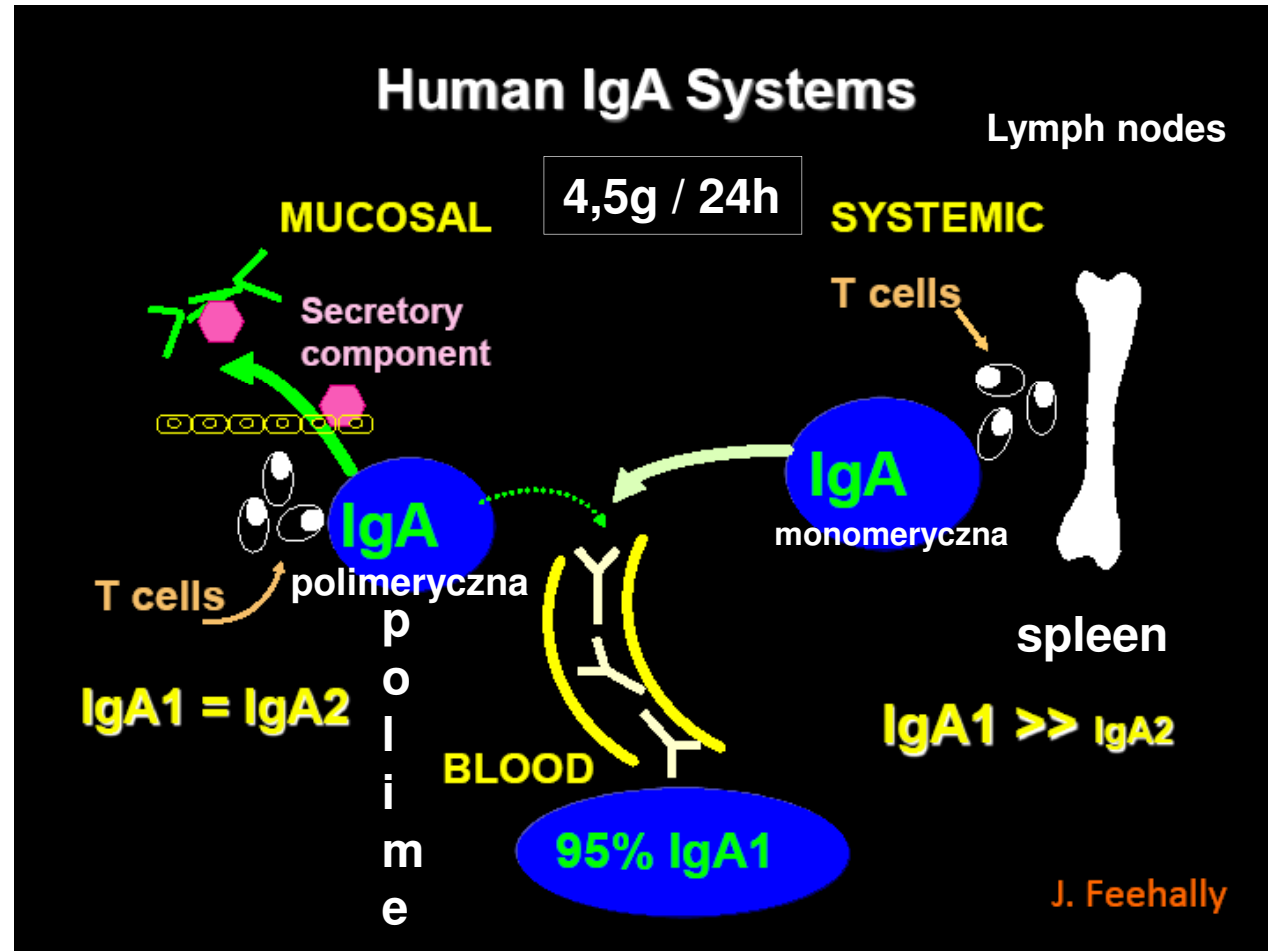 Human IgA Systems
Lymph nodes
4,5g / 24h
MUCOSAL
SYSTEMIC
T cells
Secretory
component
IgA
monomeryczna
IgA
polimeryczna
T cells
p
o
l
i
m
e
spleen
IgA1 = IgA2
IgA1 >> IgA2
BLOOD
95% IgA1
J. Feehally